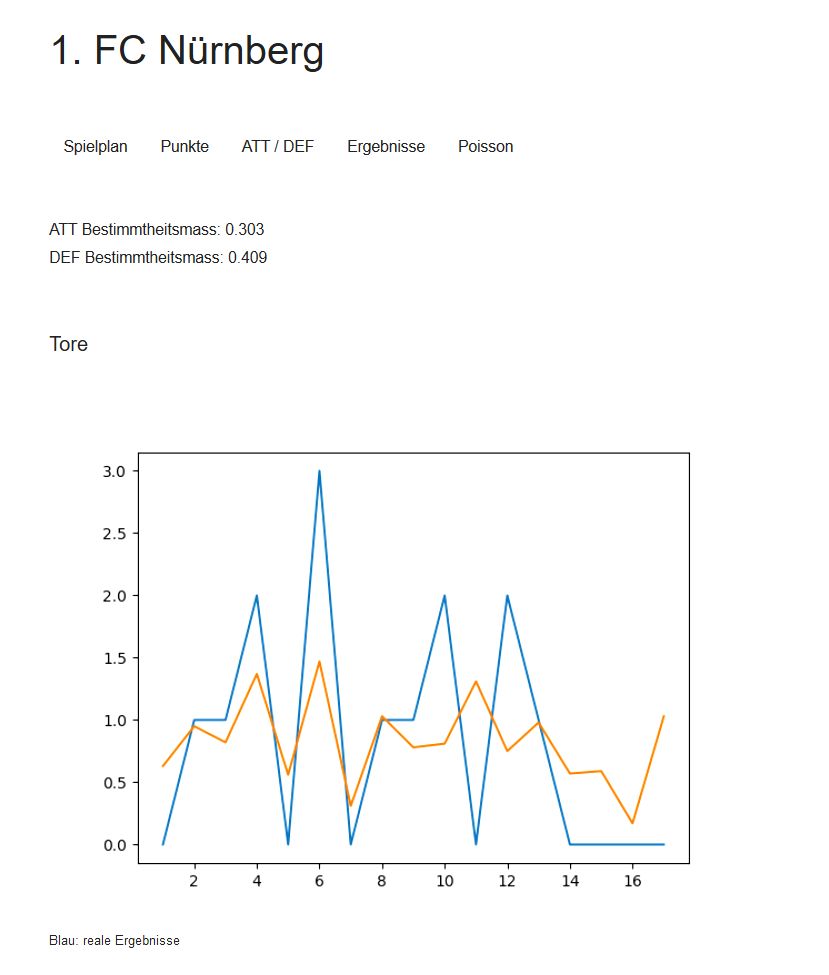 1. FC Nürnberg
Spielplan Punkte ATT / DEF Ergebnisse Poisson
ATT Bestimmtheitsmass: 0.303
DEF Bestimmtheitsmass: 0.409
Tore
3.0
2.5
2.0
1.5
1.0
0.5
0.0
2 4 6 8 10 12 14 16
Blau: reale Ergebnisse